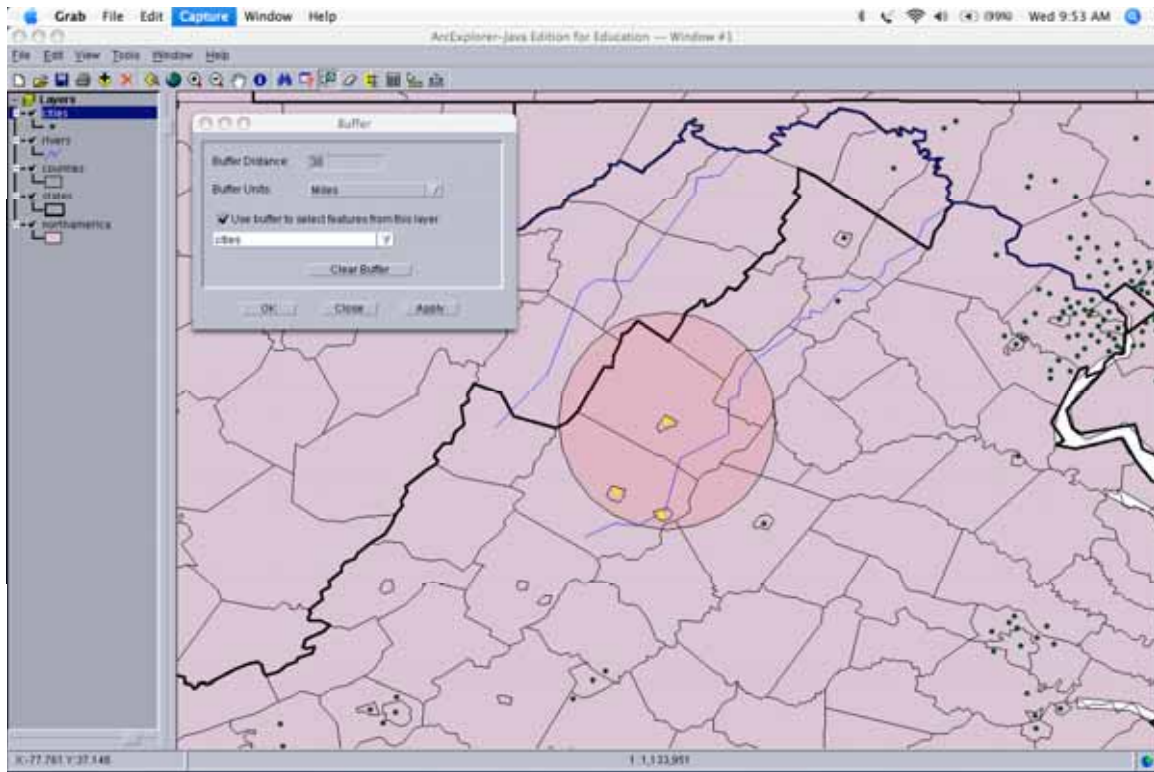 Grab File Edit Capture Window Help
Wed 9:53 AM
ArcExplorer-Java Edition for Education — Window #1
File Edit View Tools Window Help
Layers
cities
rivers
counties
states
northamerica
Buffer
Buffer Distance:
Buffer Units: Miles
Use buffer to select features from this layer
cities
Clear Buffer
OK Close Apply
X:-77.761 Y:37.146
1:1,133,951